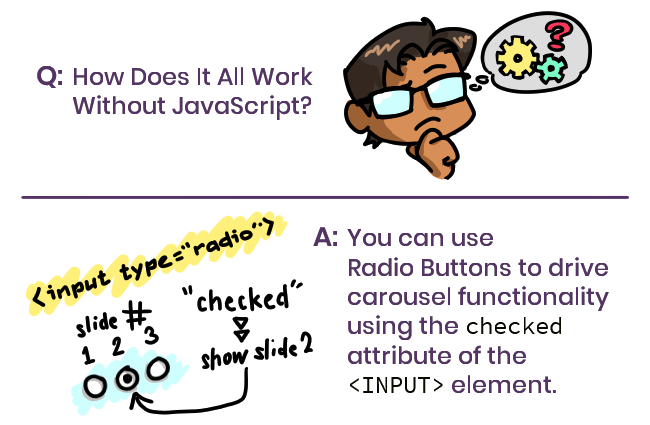 Q: How Does It All Work
Without JavaScript?
?
<input type="radio">
slide #
1 2 3
"checked"
show slide 2
A: You can use
Radio Buttons to drive
carousel functionality
using the checked
attribute of the
<INPUT> element.